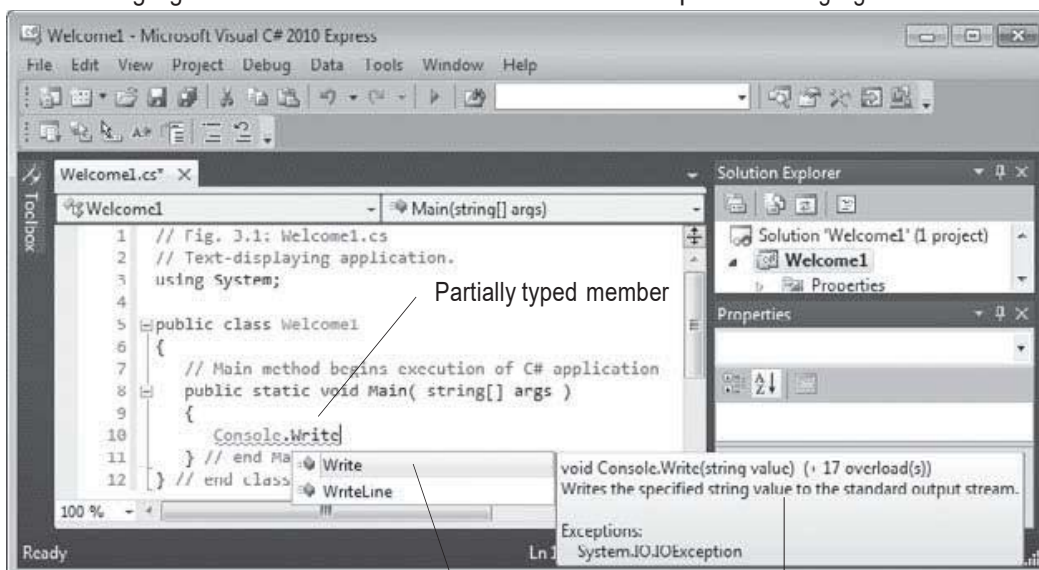 Welcome1 - Microsoft Visual C# 2010 Express
File Edit View Project Debug Data Tools Window Help
Toolbox
Welcome1.cs* ×
Solution Explorer
Welcome1
Main(string[] args)
Solution 'Welcome1' (1 project)
Welcome1
Properties
Properties
1 // Fig. 3.1: Welcome1.cs
2 // Text-displaying application.
3 using System;
4
5 public class Welcome1
6 {
7 // Main method begins execution of C# application
8 public static void Main( string[] args )
9 {
10 Console.Write
11 } // end Ma
12 } // end class
Partially typed member
Write
WriteLine
void Console.Write(string value) (+ 17 overload(s))
Writes the specified string value to the standard output stream.
Exceptions:
System.IO.IOException
100 %
Ready
Ln 1